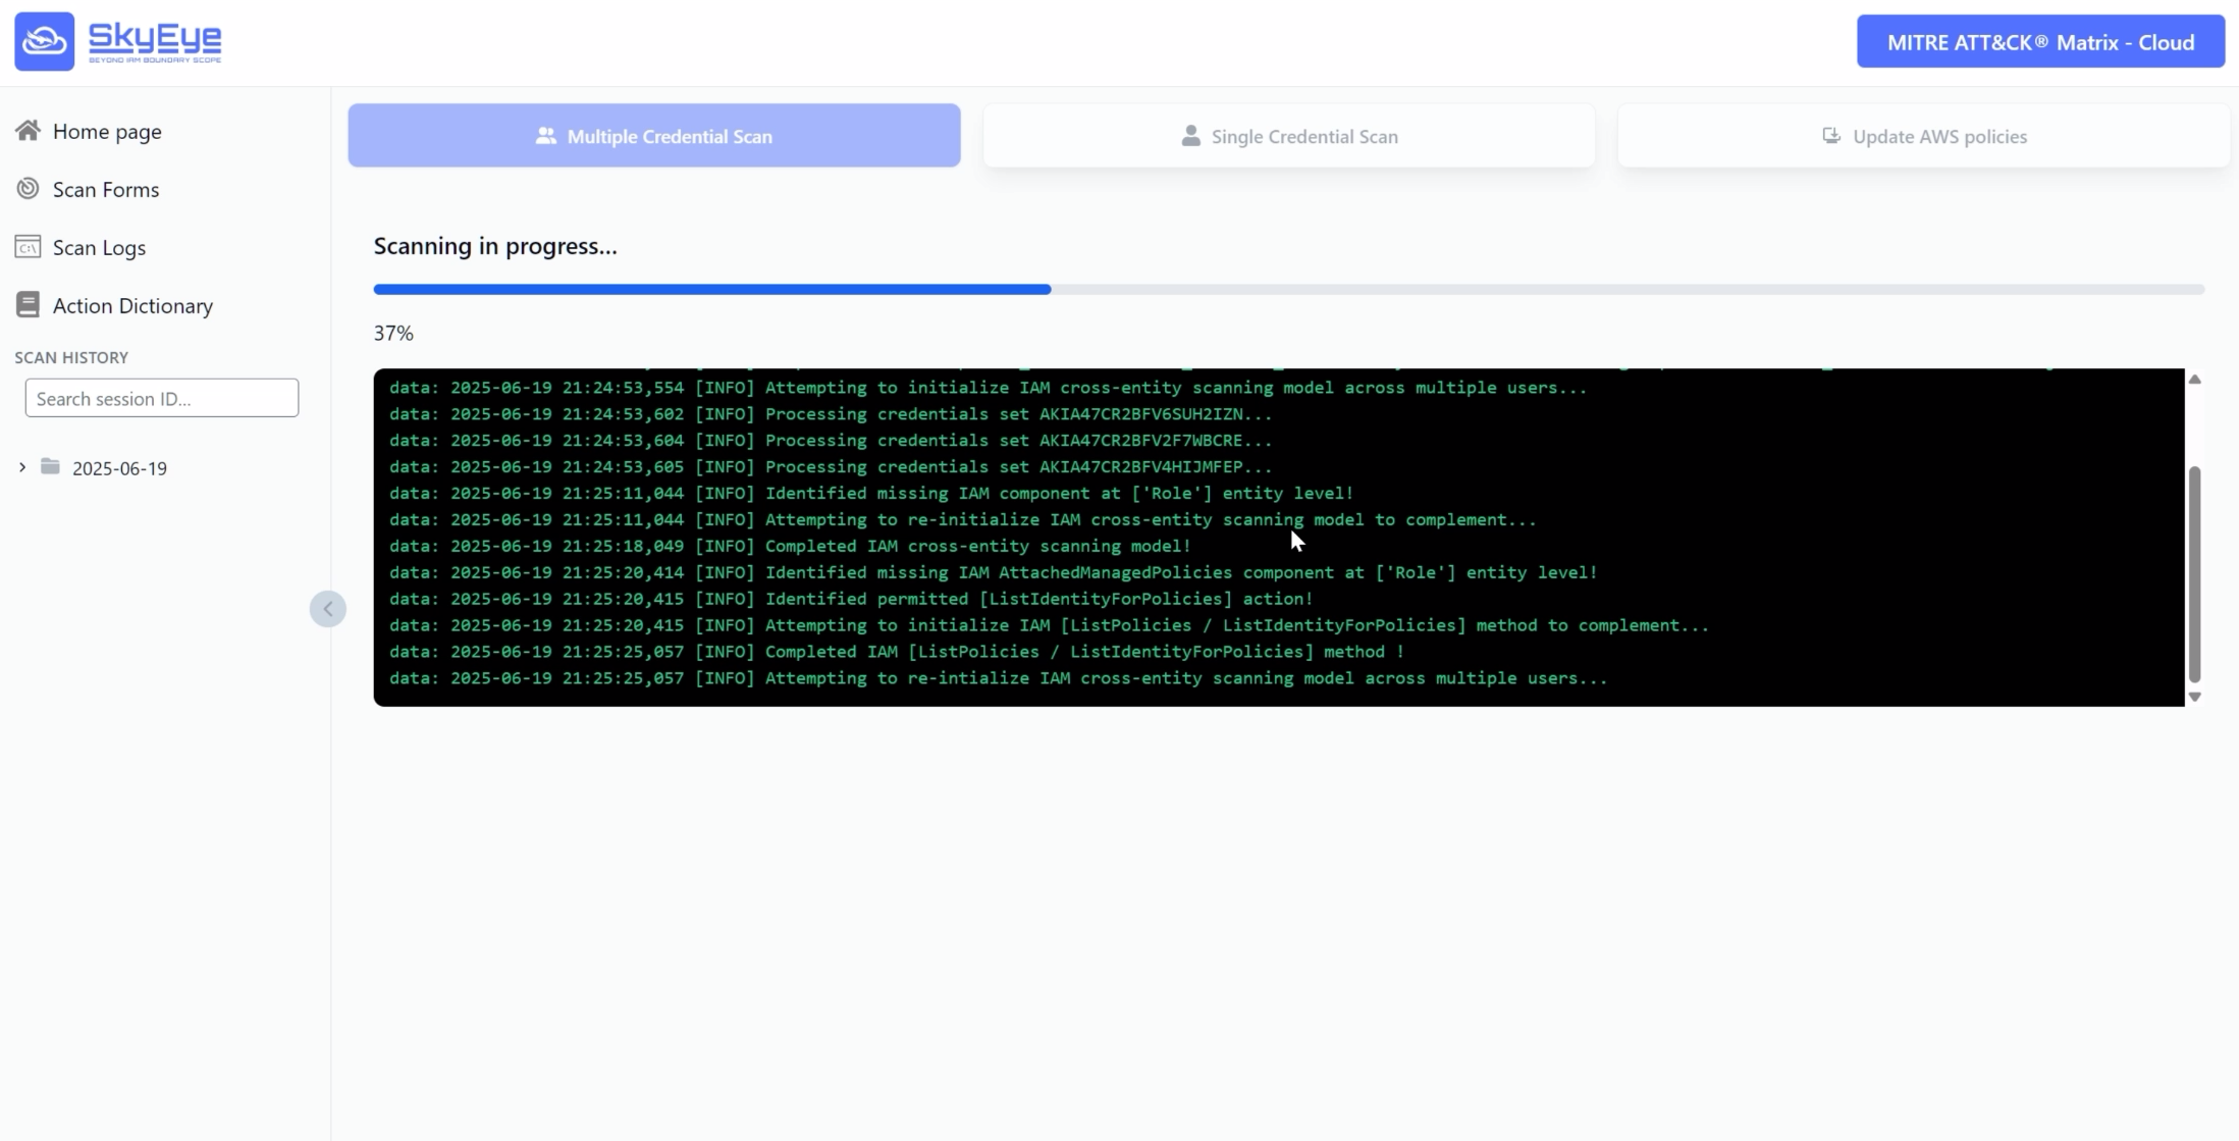 SkyEye
BEYOND IAM BOUNDARY SCOPE
MITRE ATT&CK® Matrix - Cloud
Home page
Scan Forms
Scan Logs
Action Dictionary
SCAN HISTORY
Search session ID...
2025-06-19
Multiple Credential Scan
Single Credential Scan
Update AWS policies
Scanning in progress...
37%
data: 2025-06-19 21:24:53,554 [INFO] Attempting to initialize IAM cross-entity scanning model across multiple users...
data: 2025-06-19 21:24:53,602 [INFO] Processing credentials set AKIA47CR2BFV6SUH2IZN...
data: 2025-06-19 21:24:53,604 [INFO] Processing credentials set AKIA47CR2BFV2F7WBCRE...
data: 2025-06-19 21:24:53,605 [INFO] Processing credentials set AKIA47CR2BFV4HIJMFEP...
data: 2025-06-19 21:25:11,044 [INFO] Identified missing IAM component at ['Role'] entity level!
data: 2025-06-19 21:25:11,044 [INFO] Attempting to re-initialize IAM cross-entity scanning model to complement...
data: 2025-06-19 21:25:18,049 [INFO] Completed IAM cross-entity scanning model!
data: 2025-06-19 21:25:20,414 [INFO] Identified missing IAM AttachedManagedPolicies component at ['Role'] entity level!
data: 2025-06-19 21:25:20,415 [INFO] Identified permitted [ListIdentityForPolicies] action!
data: 2025-06-19 21:25:20,415 [INFO] Attempting to initialize IAM [ListPolicies / ListIdentityForPolicies] method to complement...
data: 2025-06-19 21:25:25,057 [INFO] Completed IAM [ListPolicies / ListIdentityForPolicies] method !
data: 2025-06-19 21:25:25,057 [INFO] Attempting to re-intialize IAM cross-entity scanning model across multiple users...